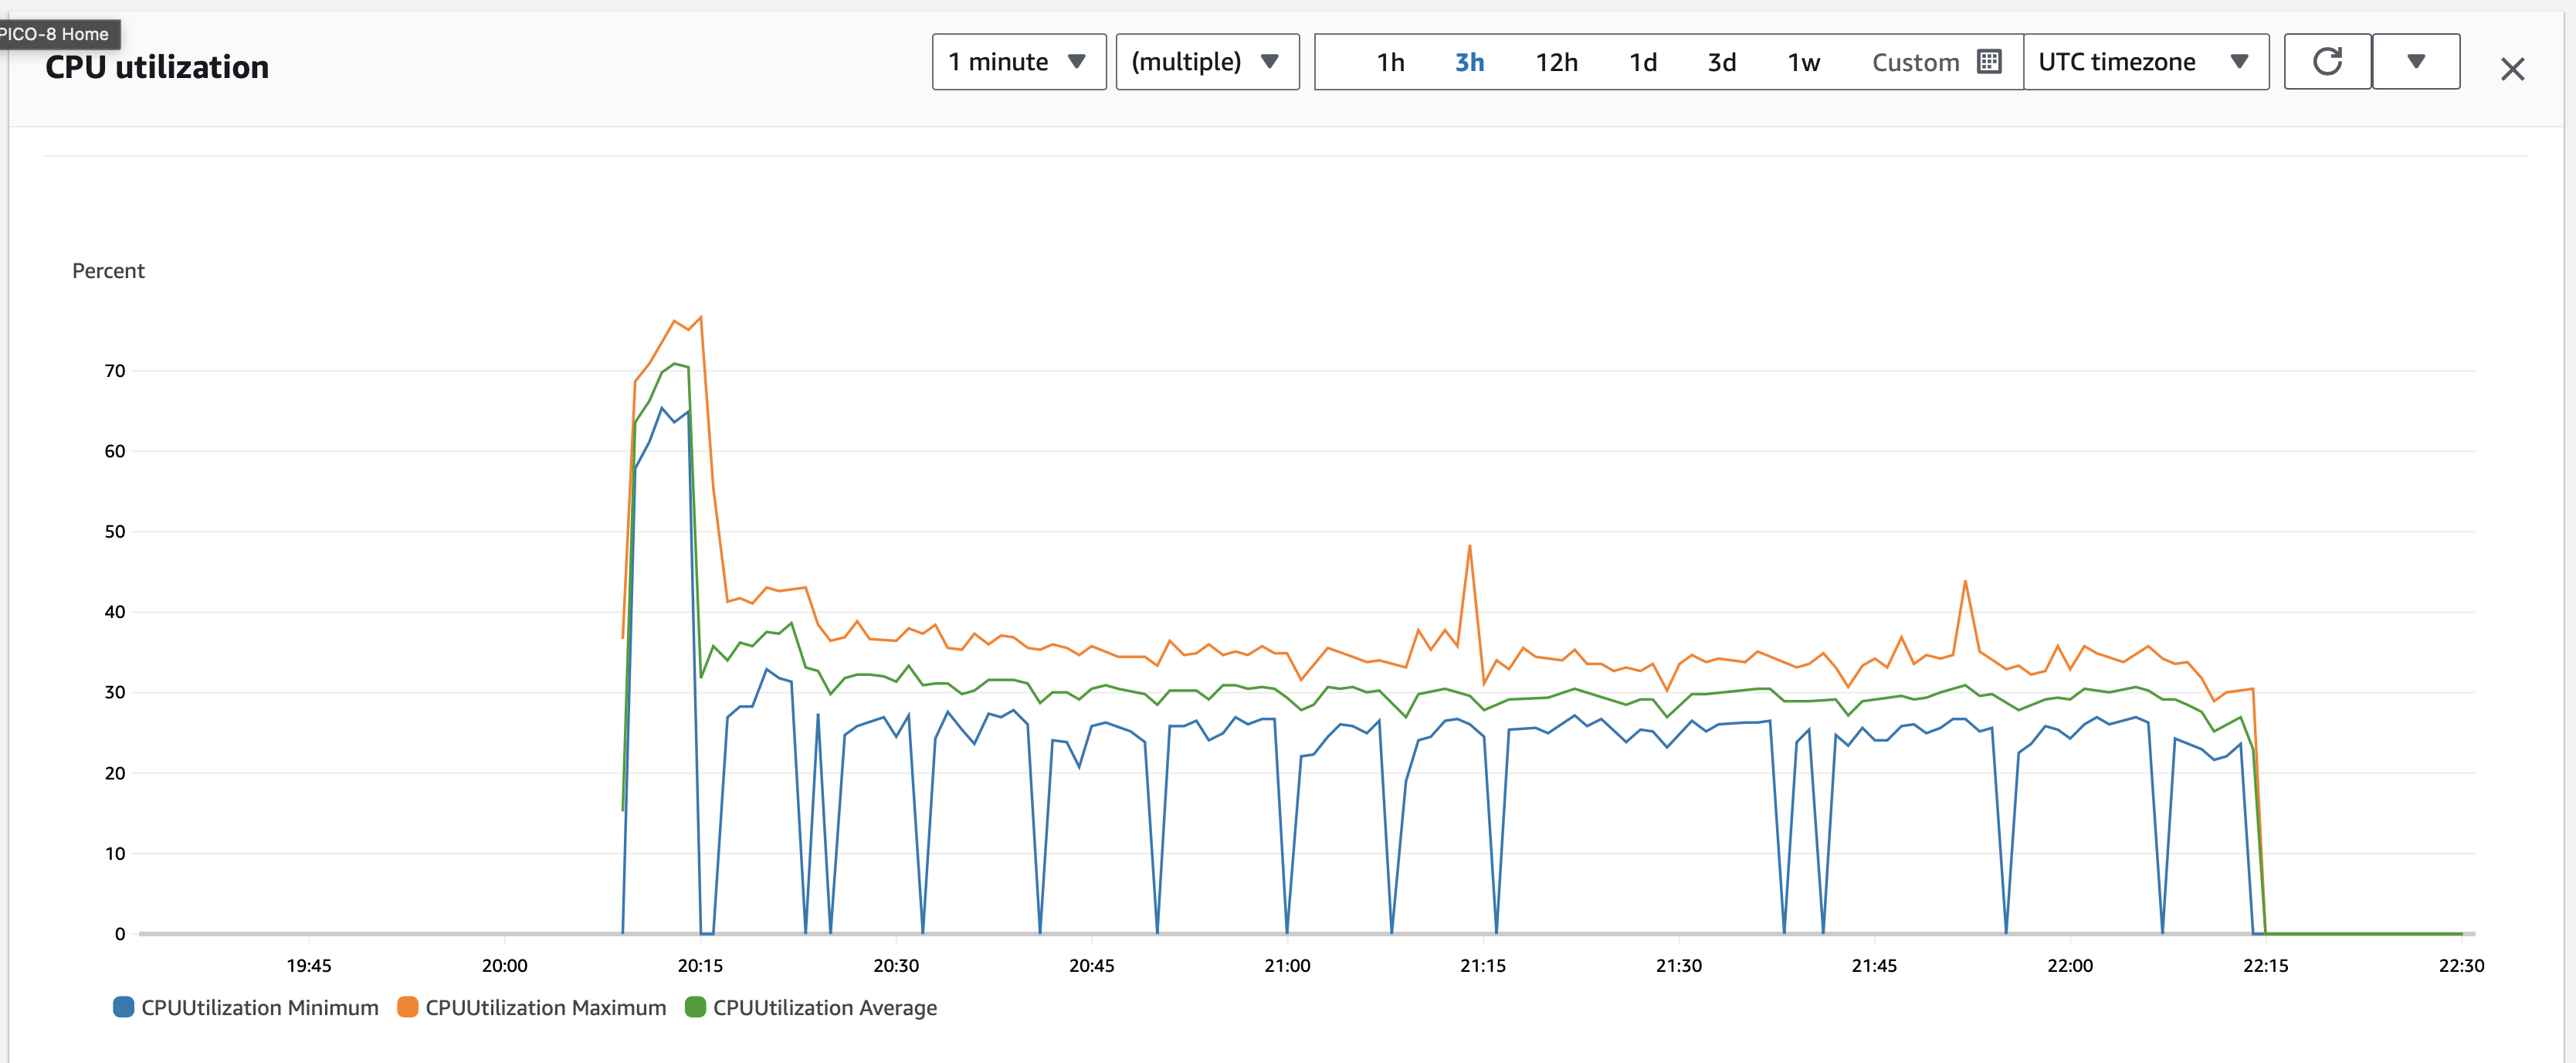 PICO-8 Home
CPU utilization
1 minute (multiple) 1h 3h 12h 1d 3d 1w Custom UTC timezone
Percent
70
60
50
40
30
20
10
0
19:45 20:00 20:15 20:30 20:45 21:00 21:15 21:30 21:45 22:00 22:15 22:30
CPUUtilization Minimum CPUUtilization Maximum CPUUtilization Average